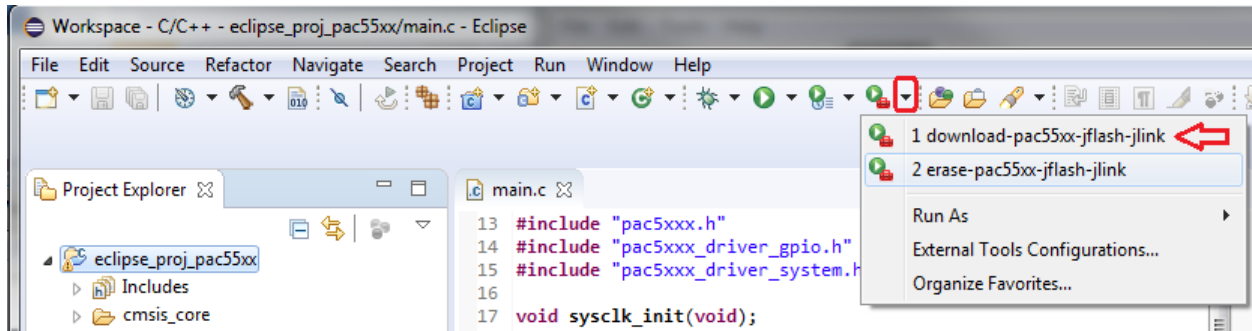 Workspace - C/C++ - eclipse_proj_pac55xx/main.c - Eclipse
File Edit Source Refactor Navigate Search Project Run Window Help
010
1 download-pac55xx-jflash-jlink
2 erase-pac55xx-jflash-jlink
Run As
External Tools Configurations...
Organize Favorites...
Project Explorer
eclipse_proj_pac55xx
Includes
cmsis_core
main.c
13 #include "pac5xxx.h"
14 #include "pac5xxx_driver_gpio.h"
15 #include "pac5xxx_driver_system.h
16
17 void sysclk_init(void);